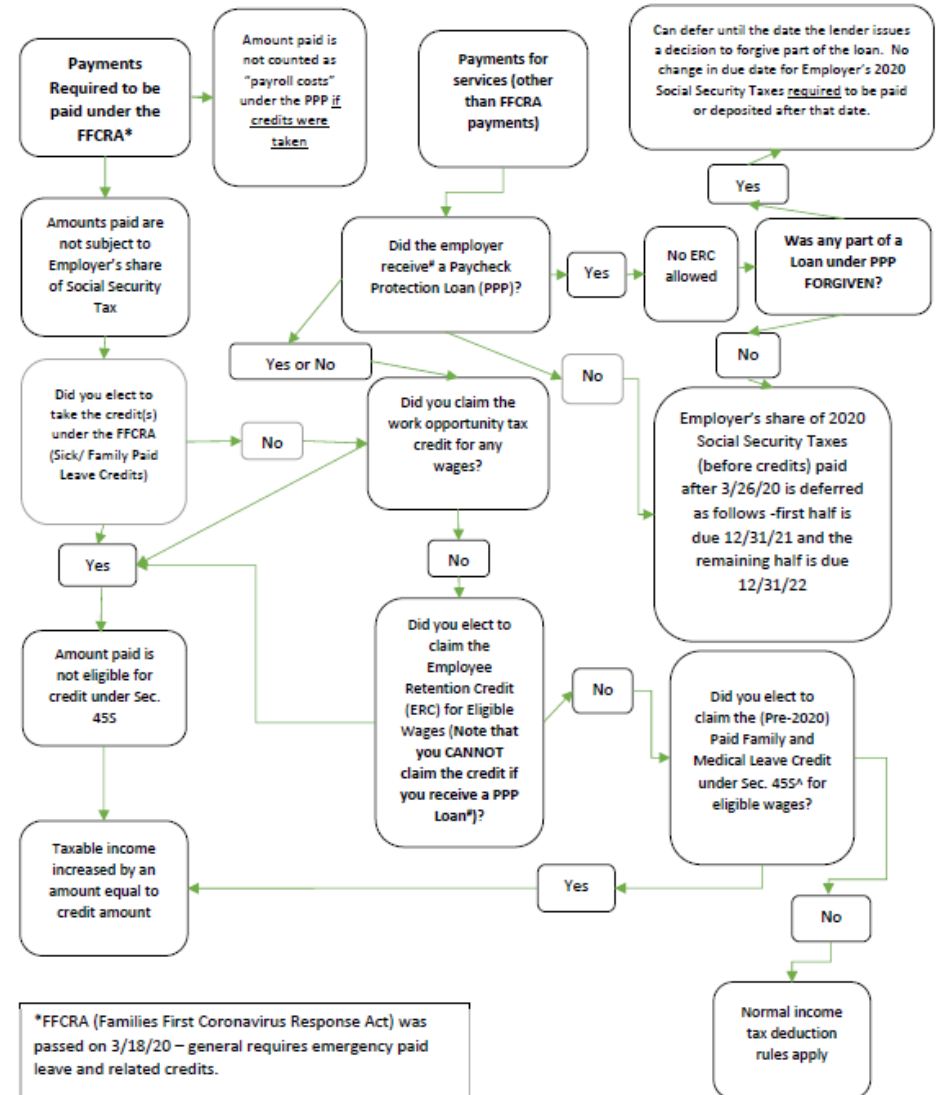 Payments
Required to be
paid under the
FFCRA*
Amount paid is
not counted as
“payroll costs”
under the PPP if
credits were
taken
Payments for
services (other
than FFCRA
payments)
Can defer until the date the lender issues
a decision to forgive part of the loan.  No
change in due date for Employer’s 2020
Social Security Taxes required to be paid
or deposited after that date.
Yes
Amounts paid are
not subject to
Employer’s share
of Social Security
Tax
Did the employer
receive# a Paycheck
Protection Loan (PPP)?
Yes
No ERC
allowed
Was any part of a
Loan under PPP
FORGIVEN?
Yes or No
No
No
Did you elect to
take the credit(s)
under the FFCRA
(Sick/ Family Paid
Leave Credits)
No
Did you claim the
work opportunity tax
credit for any
wages?
Employer’s share of 2020
Social Security Taxes
(before credits) paid
after 3/26/20 is deferred
as follows -first half is
due 12/31/21 and the
remaining half is due
12/31/22
Yes
No
Amount paid is
not eligible for
credit under Sec.
45S
Did you elect to
claim the
Employee
Retention Credit
(ERC) for Eligible
Wages (Note that
you CANNOT
claim the credit if
you receive a PPP
Loan#)?
No
Did you elect to
claim the (Pre-2020)
Paid Family and
Medical Leave Credit
under Sec. 45S^ for
eligible wages?
Taxable income
increased by an
amount equal to
credit amount
Yes
No
Normal income
tax deduction
rules apply
*FFCRA (Families First Coronavirus Response Act) was
passed on 3/18/20 – general requires emergency paid
leave and related credits.